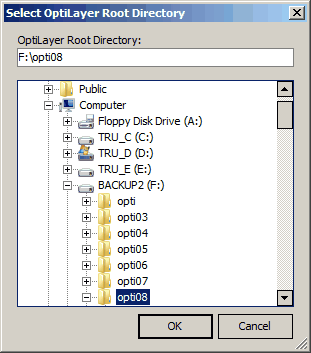 Select OptiLayer Root Directory
OptiLayer Root Directory:
F:\opti08
Public
Computer
Floppy Disk Drive (A:)
TRU_C (C:)
TRU_D (D:)
TRU_E (E:)
BACKUP2 (F:)
opti
opti03
opti04
opti05
opti06
opti07
opti08
OK
Cancel